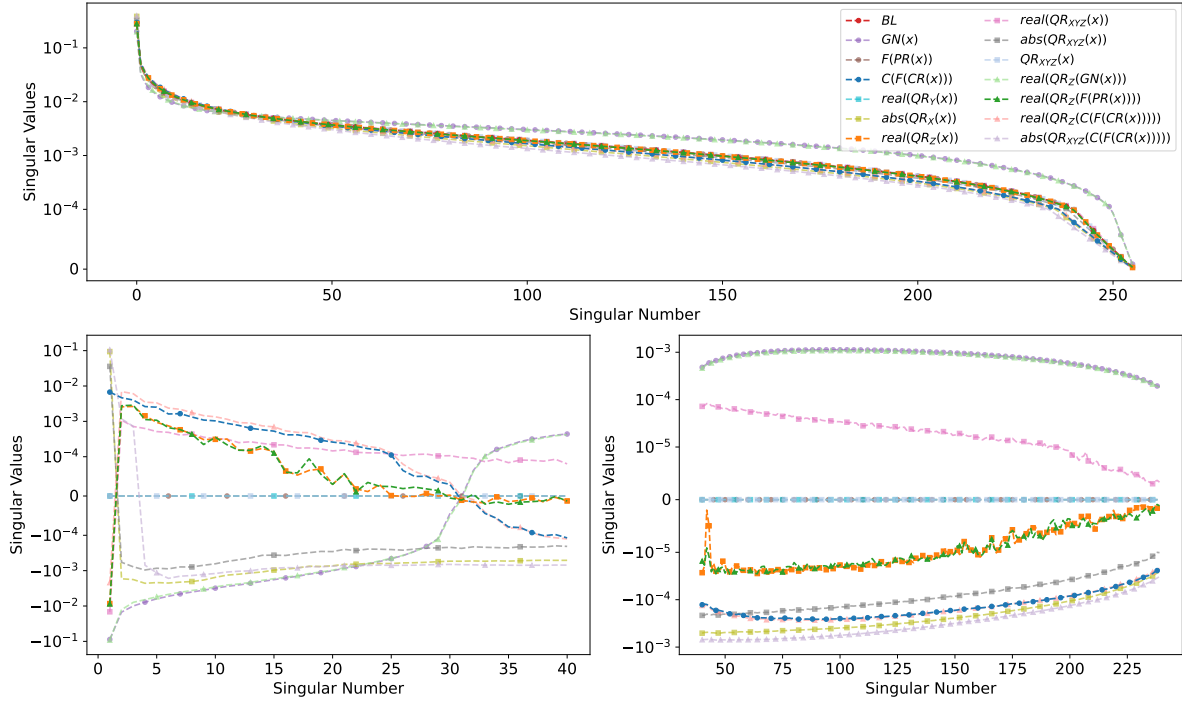 10⁻¹
10⁻²
10⁻³
10⁻⁴
0
Singular Values
0 50 100 150 200 250
Singular Number
BL
GN(x)
F(PR(x))
C(F(CR(x)))
real(QR_Y(x))
abs(QR_X(x))
real(QR_Z(x))
real(QR_XYZ(x))
abs(QR_XYZ(x))
QR_XYZ(x)
real(QR_Z(GN(x)))
real(QR_Z(F(PR(x))))
real(QR_Z(C(F(CR(x)))))
abs(QR_XYZ(C(F(CR(x)))))
10⁻¹
10⁻²
10⁻³
10⁻⁴
0
−10⁻⁴
−10⁻³
−10⁻²
−10⁻¹
Singular Values
0 5 10 15 20 25 30 35 40
Singular Number
10⁻³
10⁻⁴
10⁻⁵
0
−10⁻⁵
−10⁻⁴
−10⁻³
Singular Values
50 75 100 125 150 175 200 225
Singular Number